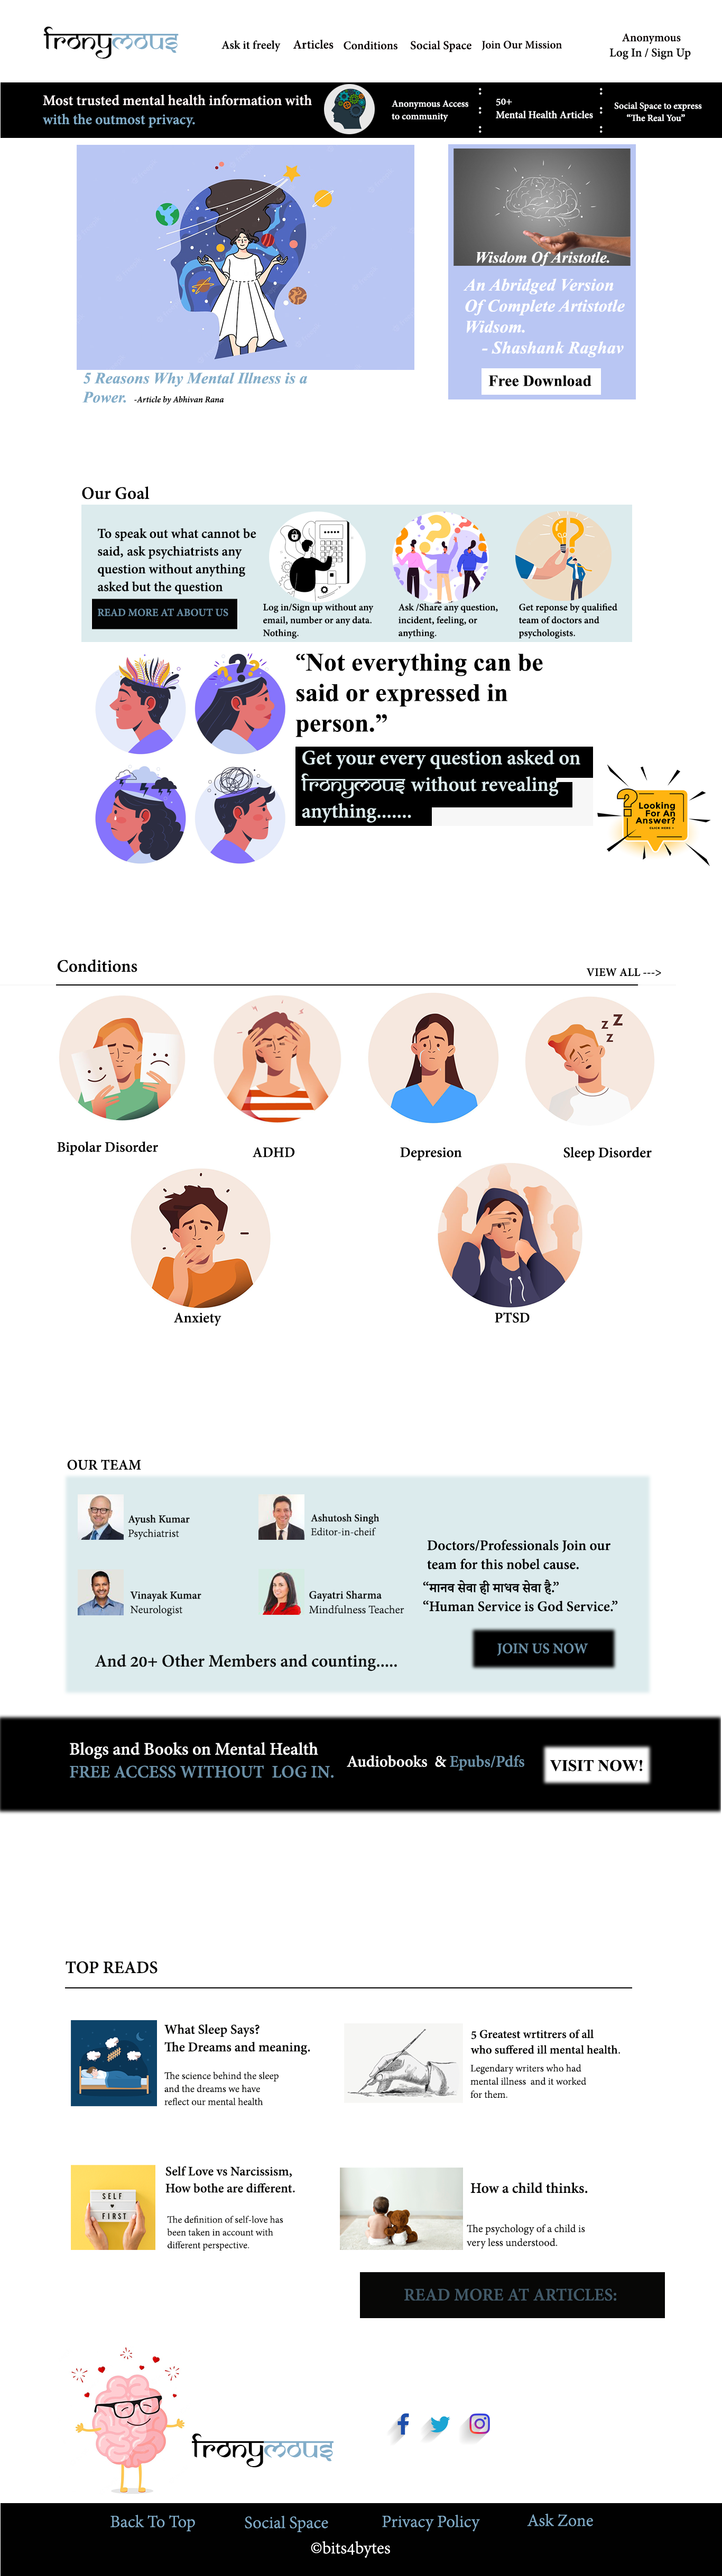 fronymous
Ask it freely
Articles
Conditions
Social Space
Join Our Mission
Anonymous
Log In / Sign Up
Most trusted mental health information with
with the outmost privacy.
Anonymous Access
to community
50+
Mental Health Articles
Social Space to express
“The Real You”
5 Reasons Why Mental Illness is a
Power. -Article by Abhivan Rana
Wisdom Of Aristotle.
An Abridged Version
Of Complete Artistotle
Widsom.
- Shashank Raghav
Free Download
Our Goal
To speak out what cannot be
said, ask psychiatrists any
question without anything
asked but the question
READ MORE AT ABOUT US
Log in/Sign up without any
email, number or any data.
Nothing.
Ask /Share any question,
incident, feeling, or
anything.
Get reponse by qualified
team of doctors and
psychologists.
“Not everything can be
said or expressed in
person.”
Get your every question asked on
fronymous without revealing
anything.......
Looking
For An
Answer?
Conditions
VIEW ALL --->
Bipolar Disorder
ADHD
Depresion
Z Z
Z
Sleep Disorder
Anxiety
PTSD
OUR TEAM
Ayush Kumar
Psychiatrist
Ashutosh Singh
Editor-in-cheif
Vinayak Kumar
Neurologist
Gayatri Sharma
Mindfulness Teacher
And 20+ Other Members and counting.....
Doctors/Professionals Join our
team for this nobel cause.
“मानव सेवा ही माधव सेवा है.”
“Human Service is God Service.”
JOIN US NOW
Blogs and Books on Mental Health
FREE ACCESS WITHOUT LOG IN.
Audiobooks & Epubs/Pdfs
VISIT NOW!
TOP READS
What Sleep Says?
The Dreams and meaning.
The science behind the sleep
and the dreams we have
reflect our mental health
5 Greatest wrtitrers of all
who suffered ill mental health.
Legendary writers who had
mental illness and it worked
for them.
SELF
FIRST
Self Love vs Narcissism,
How bothe are different.
The definition of self-love has
been taken in account with
different perspective.
How a child thinks.
The psychology of a child is
very less understood.
READ MORE AT ARTICLES:
fronymous
Back To Top
Social Space
Privacy Policy
Ask Zone
©bits4bytes